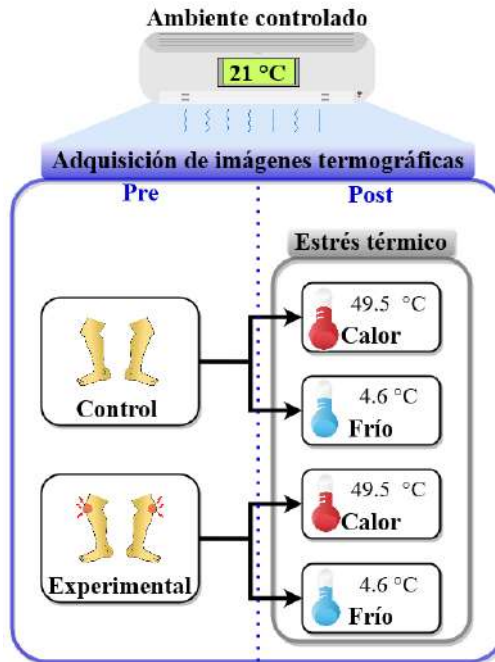 Ambiente controlado
21 °C
Adquisición de imágenes termográficas
Pre
Post
Estrés térmico
49.5 °C
Calor
Control
4.6 °C
Frío
49.5 °C
Calor
Experimental
4.6 °C
Frío